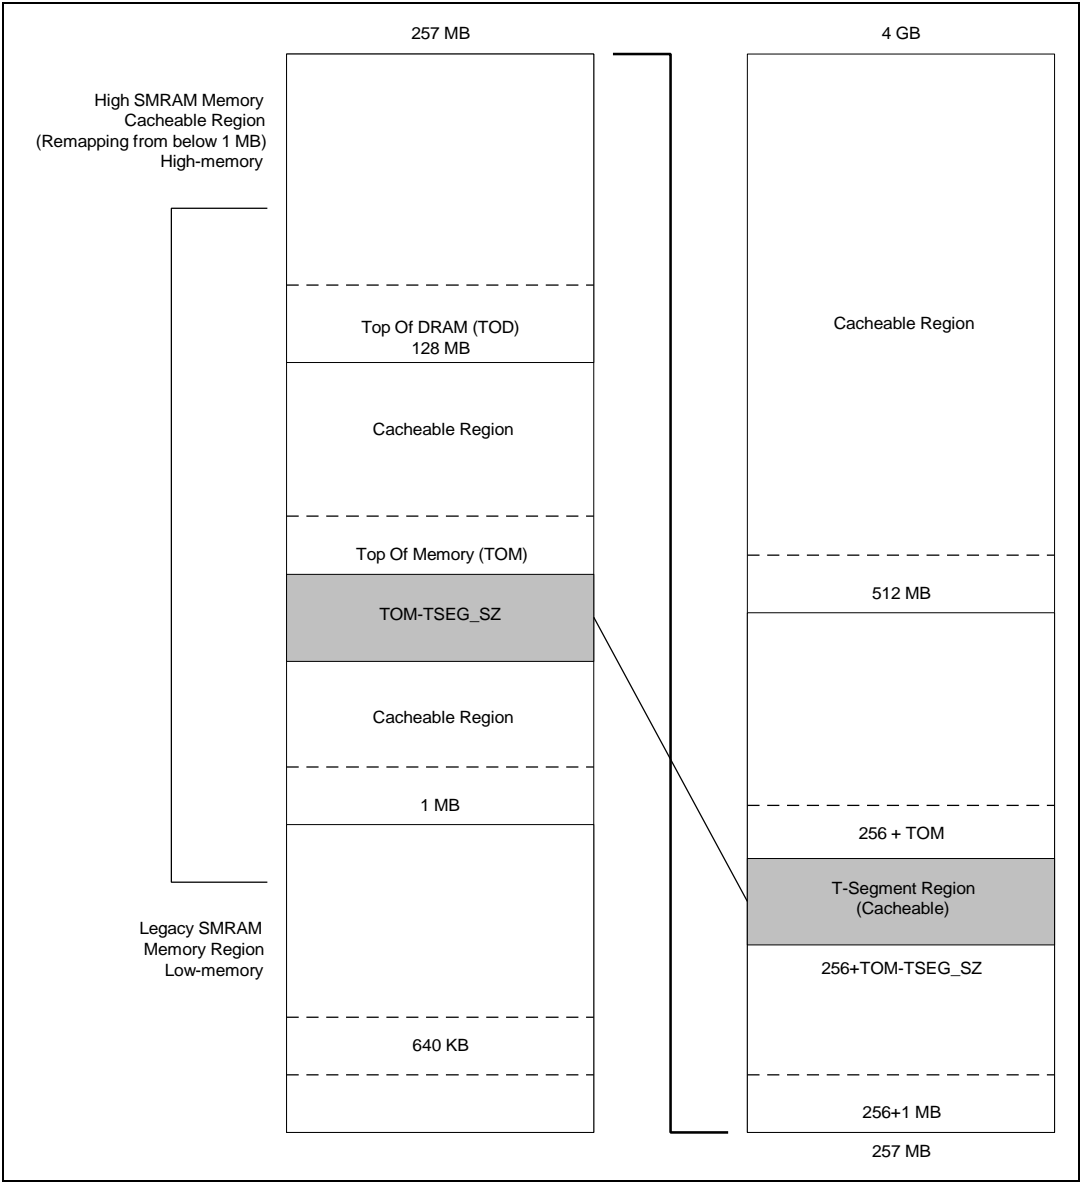 257 MB
4 GB
High SMRAM Memory
Cacheable Region
(Remapping from below 1 MB)
High-memory
Top Of DRAM (TOD)
128 MB
Cacheable Region
Cacheable Region
Top Of Memory (TOM)
512 MB
TOM-TSEG_SZ
Cacheable Region
1 MB
256 + TOM
T-Segment Region
(Cacheable)
Legacy SMRAM
Memory Region
Low-memory
256+TOM-TSEG_SZ
640 KB
256+1 MB
257 MB